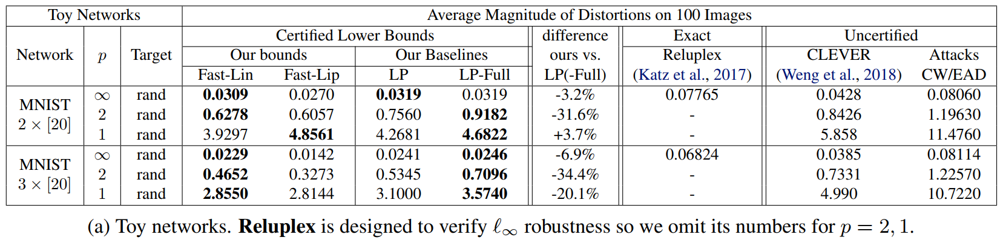 Toy Networks Average Magnitude of Distortions on 100 Images
Certified Lower Bounds difference Exact Uncertified
Network p Target Our bounds Our Baselines ours vs. Reluplex CLEVER Attacks
Fast-Lin Fast-Lip LP LP-Full LP(-Full) (Katz et al., 2017) (Weng et al., 2018) CW/EAD
MNIST 2 × [20] ∞ rand 0.0309 0.0270 0.0319 0.0319 -3.2% 0.07765 0.0428 0.08060
2 rand 0.6278 0.6057 0.7560 0.9182 -31.6% - 0.8426 1.19630
1 rand 3.9297 4.8561 4.2681 4.6822 +3.7% - 5.858 11.4760
MNIST 3 × [20] ∞ rand 0.0229 0.0142 0.0241 0.0246 -6.9% 0.06824 0.0385 0.08114
2 rand 0.4652 0.3273 0.5345 0.7096 -34.4% - 0.7331 1.22570
1 rand 2.8550 2.8144 3.1000 3.5740 -20.1% - 4.990 10.7220
(a) Toy networks. Reluplex is designed to verify ℓ∞ robustness so we omit its numbers for p = 2, 1.